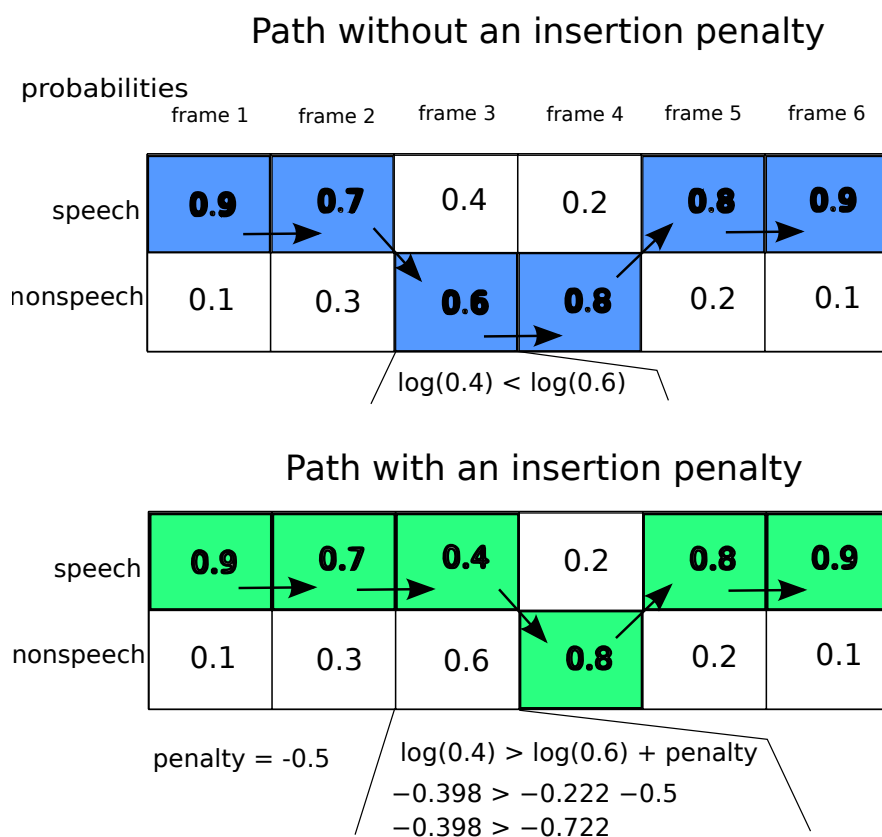 Path without an insertion penalty
probabilities
frame 1 frame 2 frame 3 frame 4 frame 5 frame 6
speech 0.9 0.7 0.4 0.2 0.8 0.9
nonspeech 0.1 0.3 0.6 0.8 0.2 0.1
log(0.4) < log(0.6)
Path with an insertion penalty
speech 0.9 0.7 0.4 0.2 0.8 0.9
nonspeech 0.1 0.3 0.6 0.8 0.2 0.1
penalty = -0.5
log(0.4) > log(0.6) + penalty
−0.398 > −0.222 −0.5
−0.398 > −0.722